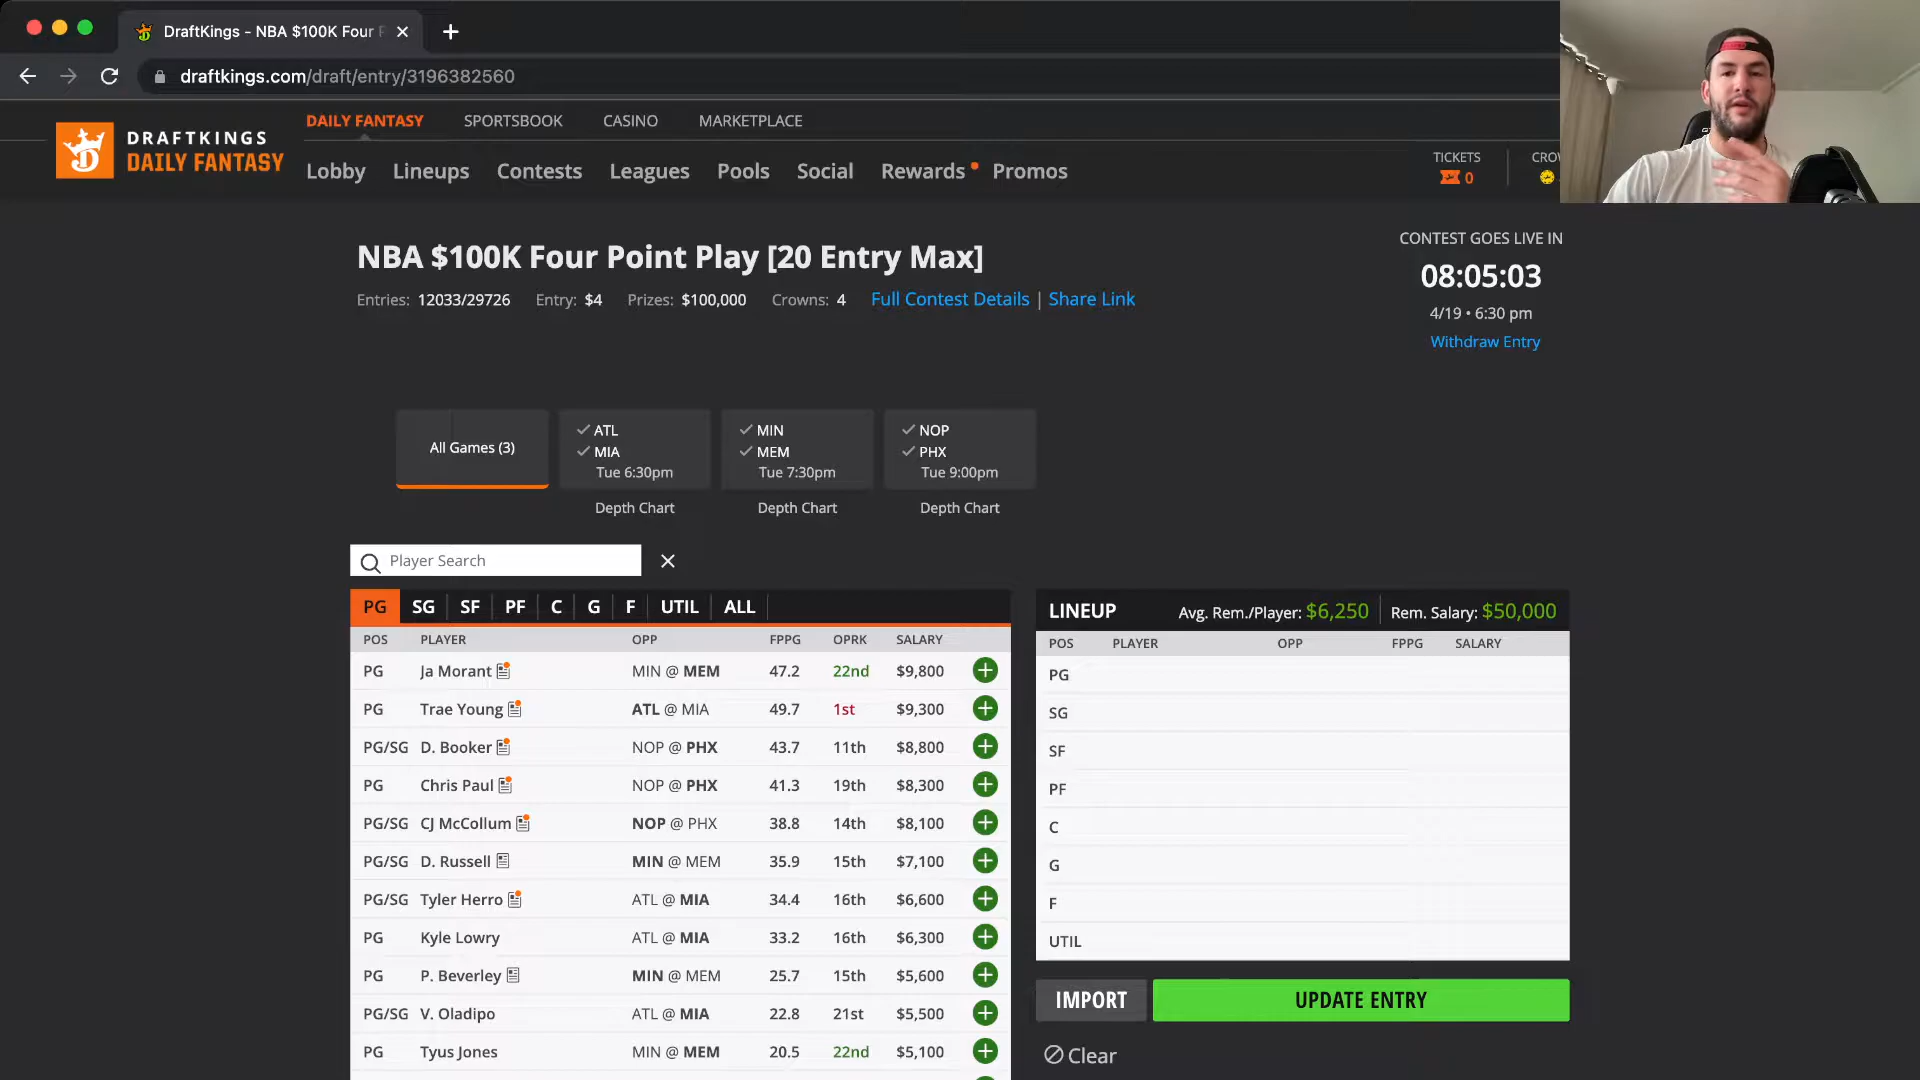 DraftKings - NBA $100K Four P
draftkings.com/draft/entry/3196382560
DRAFTKINGS
DAILY FANTASY
DAILY FANTASY SPORTSBOOK CASINO MARKETPLACE
Lobby Lineups Contests Leagues Pools Social Rewards Promos
TICKETS
0
CROW
NBA $100K Four Point Play [20 Entry Max]
Entries: 12033/29726 Entry: $4 Prizes: $100,000 Crowns: 4 Full Contest Details | Share Link
CONTEST GOES LIVE IN
08:05:03
4/19 • 6:30 pm
Withdraw Entry
All Games (3)
ATL
MIA
Tue 6:30pm
Depth Chart
MIN
MEM
Tue 7:30pm
Depth Chart
NOP
PHX
Tue 9:00pm
Depth Chart
Player Search
PG SG SF PF C G F UTIL ALL
POS PLAYER OPP FPPG OPRK SALARY
PG Ja Morant MIN @ MEM 47.2 22nd $9,800
PG Trae Young ATL @ MIA 49.7 1st $9,300
PG/SG D. Booker NOP @ PHX 43.7 11th $8,800
PG Chris Paul NOP @ PHX 41.3 19th $8,300
PG/SG CJ McCollum NOP @ PHX 38.8 14th $8,100
PG/SG D. Russell MIN @ MEM 35.9 15th $7,100
PG/SG Tyler Herro ATL @ MIA 34.4 16th $6,600
PG Kyle Lowry ATL @ MIA 33.2 16th $6,300
PG P. Beverley MIN @ MEM 25.7 15th $5,600
PG/SG V. Oladipo ATL @ MIA 22.8 21st $5,500
PG Tyus Jones MIN @ MEM 20.5 22nd $5,100
LINEUP Avg. Rem./Player: $6,250 Rem. Salary: $50,000
POS PLAYER OPP FPPG SALARY
PG
SG
SF
PF
C
G
F
UTIL
IMPORT UPDATE ENTRY
Clear